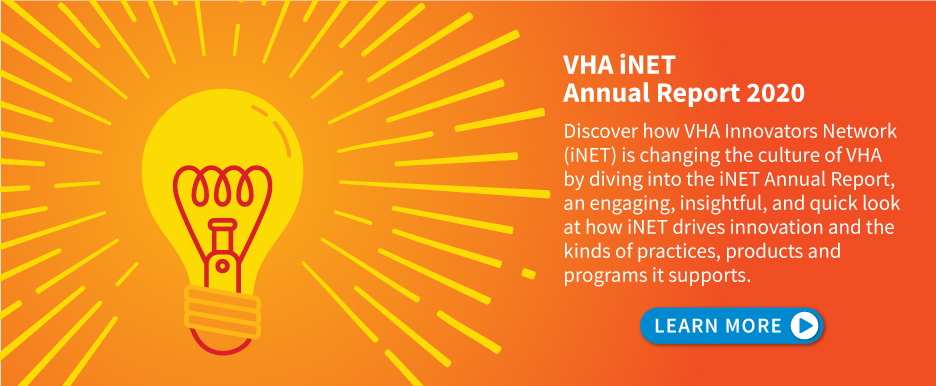 VHA iNET
Annual Report 2020
Discover how VHA Innovators Network
(iNET) is changing the culture of VHA
by diving into the iNET Annual Report,
an engaging, insightful, and quick look
at how iNET drives innovation and the
kinds of practices, products and
programs it supports.
LEARN MORE